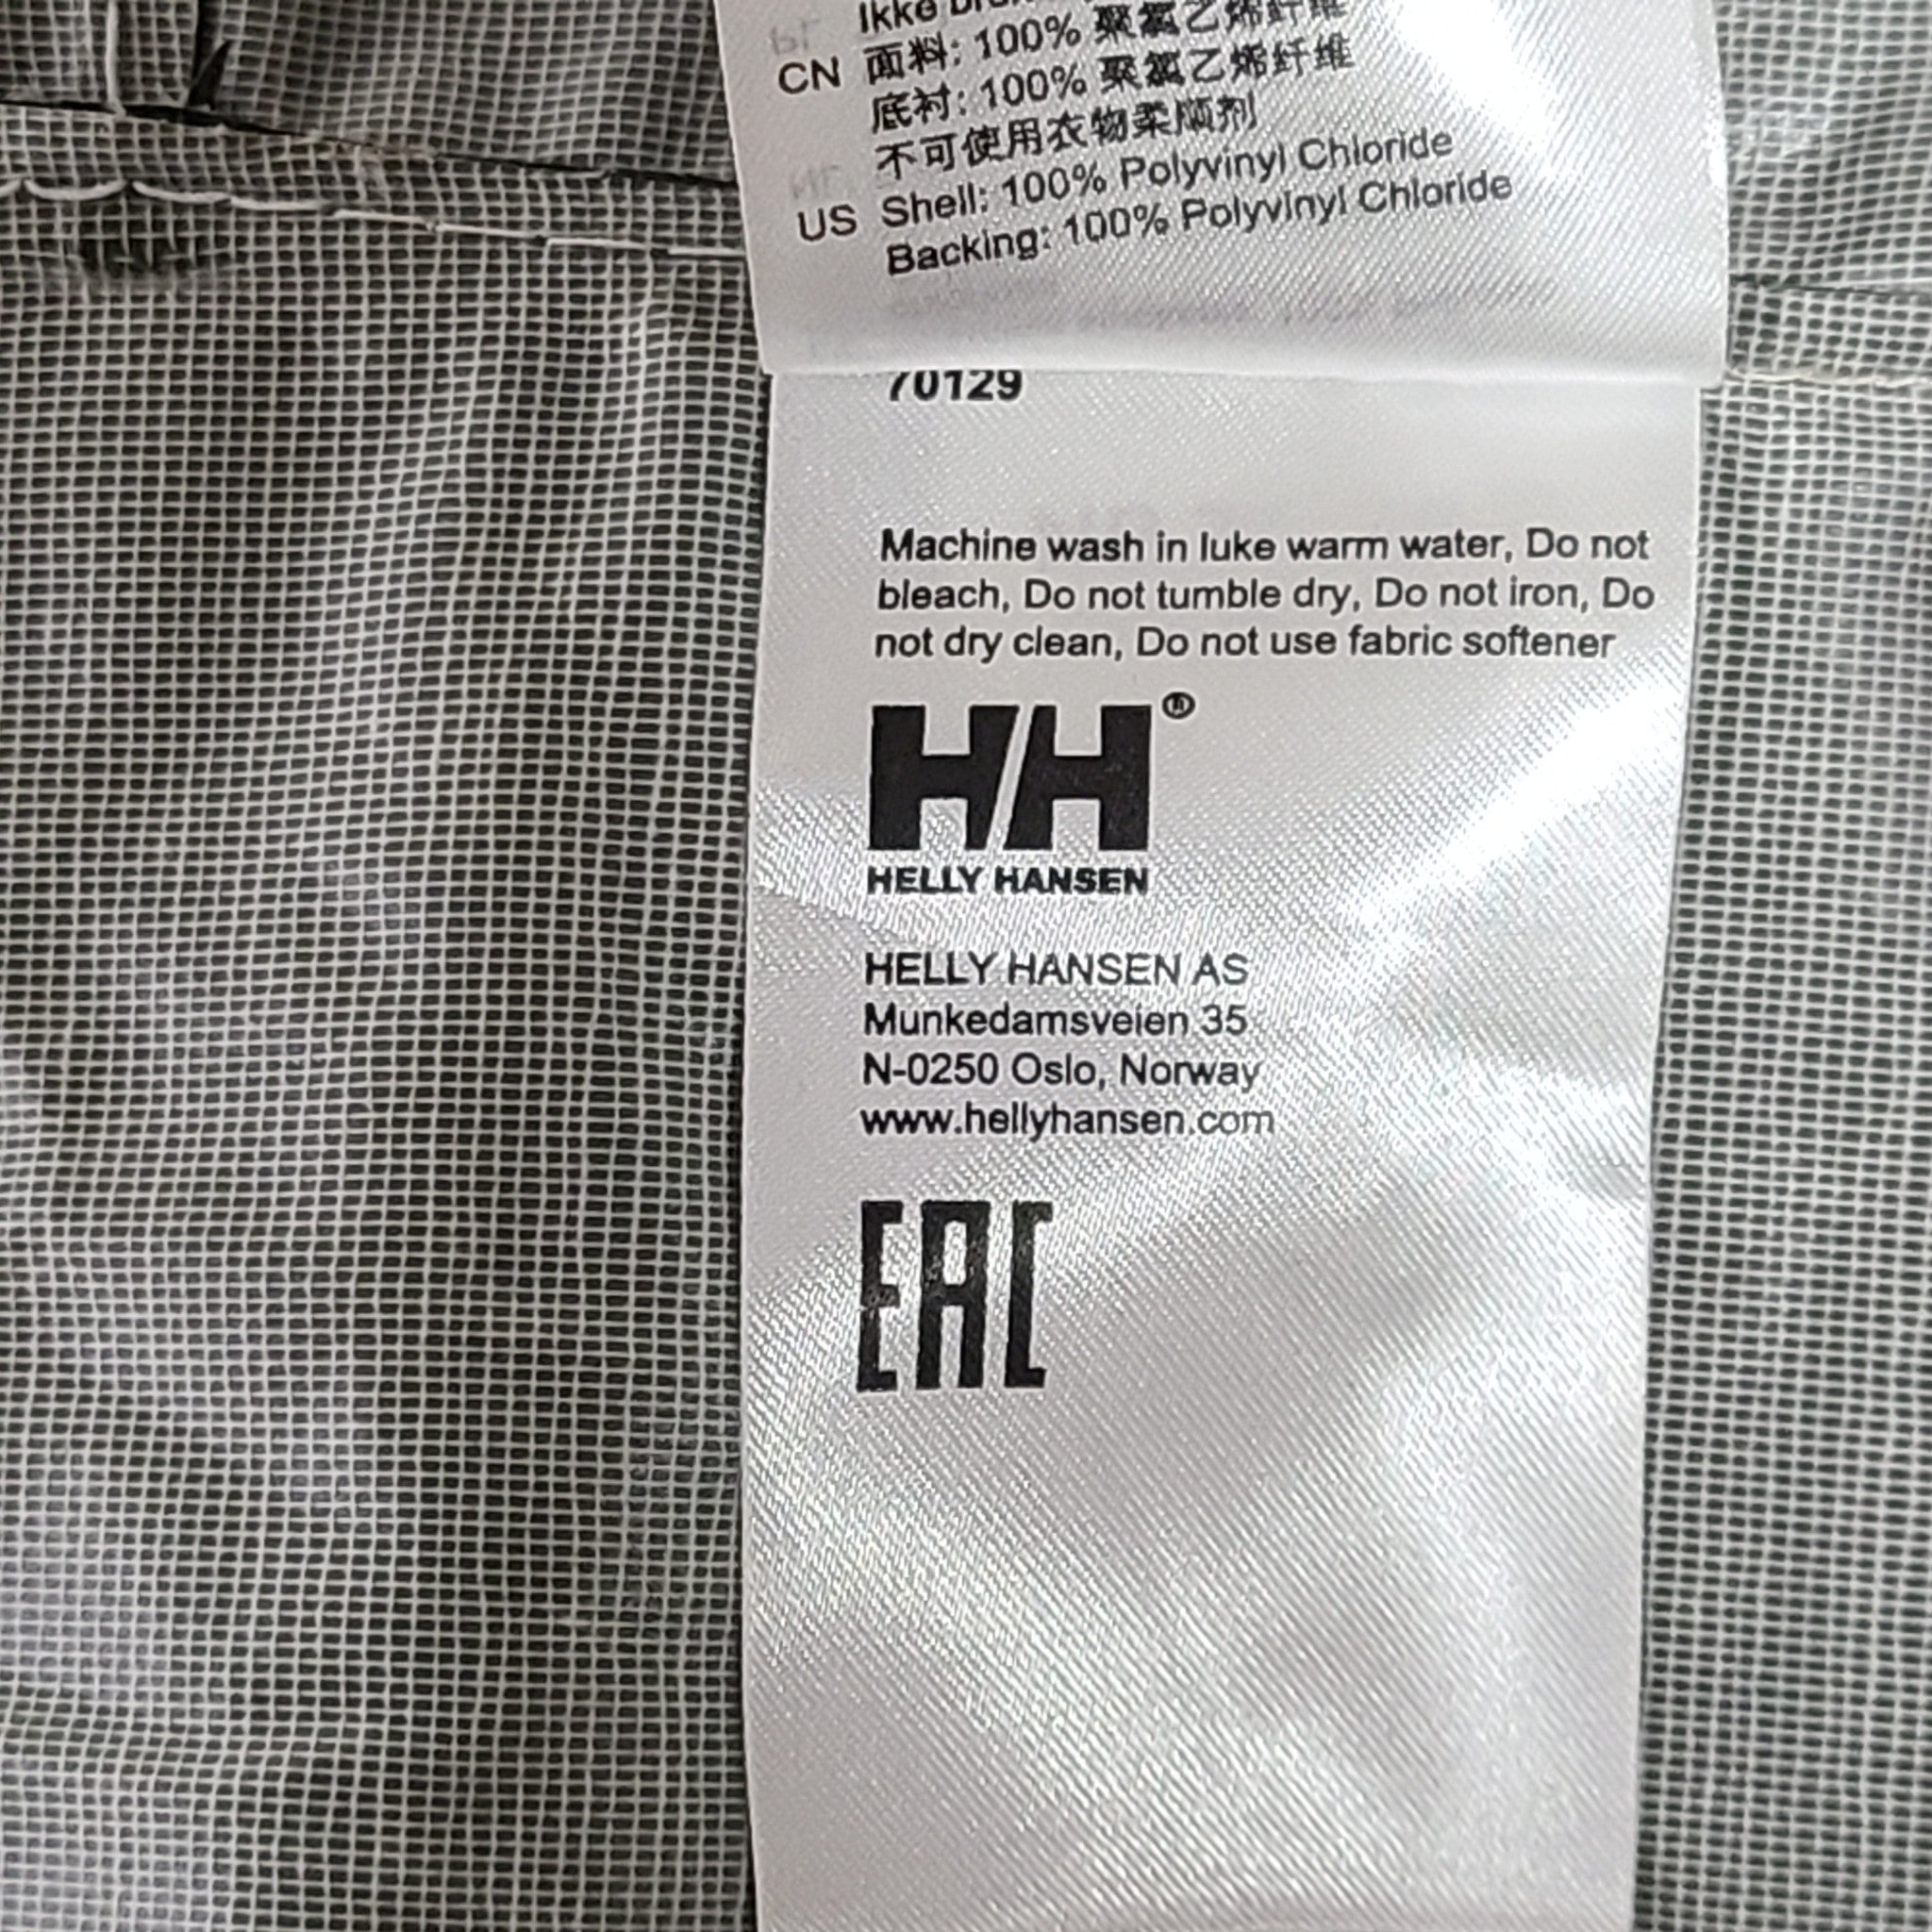 Ikke
CN 面料: 100% 聚氯乙烯纤维
底衬: 100% 聚氯乙烯纤维
不可使用衣物柔顺剂
US Shell: 100% Polyvinyl Chloride
Backing: 100% Polyvinyl Chloride
70129
Machine wash in luke warm water, Do not
bleach, Do not tumble dry, Do not iron, Do
not dry clean, Do not use fabric softener
HH®
HELLY HANSEN
HELLY HANSEN AS
Munkedamsveien 35
N-0250 Oslo, Norway
www.hellyhansen.com
EAC